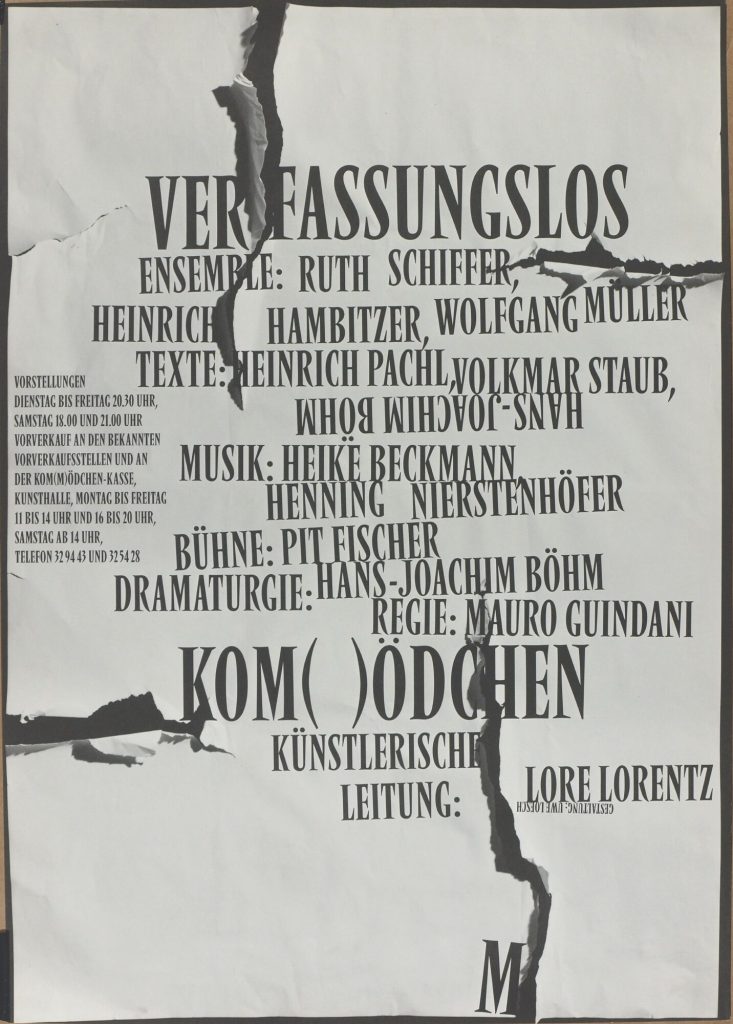 VERFASSUNGSLOS
ENSEMBLE: RUTH SCHIFFER,
HEINRICH HAMBITZER, WOLFGANG MÜLLER
TEXTE: HEINRICH PACHL, VOLKMAR STAUB,
HANS-JOACHIM BÖHM
MUSIK: HEIKE BECKMANN,
HENNING NIERSTENHÖFER
BÜHNE: PIT FISCHER
DRAMATURGIE: HANS-JOACHIM BÖHM
REGIE: MAURO GUINDANI
VORSTELLUNGEN
DIENSTAG BIS FREITAG 20.30 UHR,
SAMSTAG 18.00 UND 21.00 UHR
VORVERKAUF AN DEN BEKANNTEN
VORVERKAUFSSTELLEN UND AN
DER KOM(M)ÖDCHEN-KASSE,
KUNSTHALLE, MONTAG BIS FREITAG
11 BIS 14 UHR UND 16 BIS 20 UHR,
SAMSTAG AB 14 UHR,
TELEFON 32 94 43 UND 32 54 28
KOM( )ÖDCHEN
KÜNSTLERISCHE
LEITUNG: LORE LORENTZ
GESTALTUNG: UWE LOESCH
M